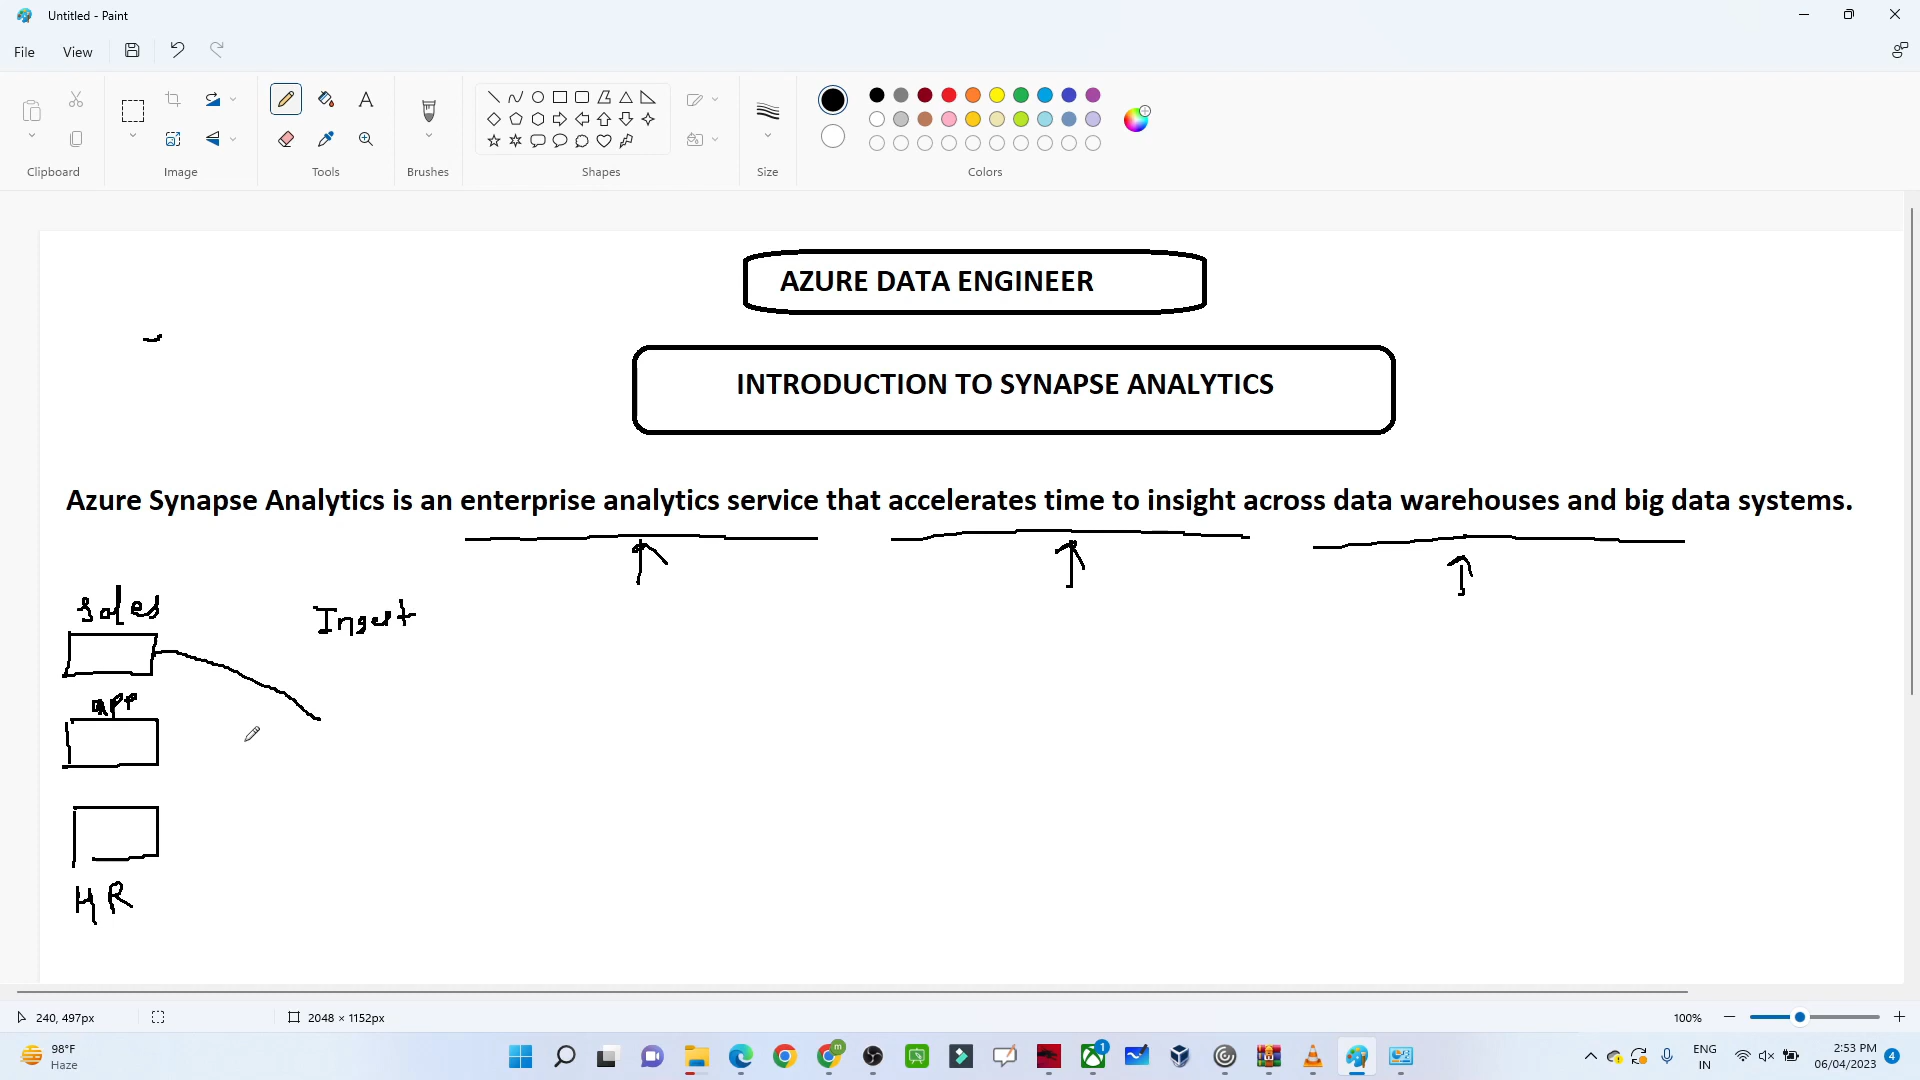 Untitled - Paint
File View
Clipboard Image Tools Brushes Shapes Size Colors
AZURE DATA ENGINEER
INTRODUCTION TO SYNAPSE ANALYTICS
Azure Synapse Analytics is an enterprise analytics service that accelerates time to insight across data warehouses and big data systems.
Sales
Ingest
app
HR
240, 497px 2048 × 1152px 100%
98°F
Haze
m
1
ENG
IN
2:53 PM
06/04/2023
4